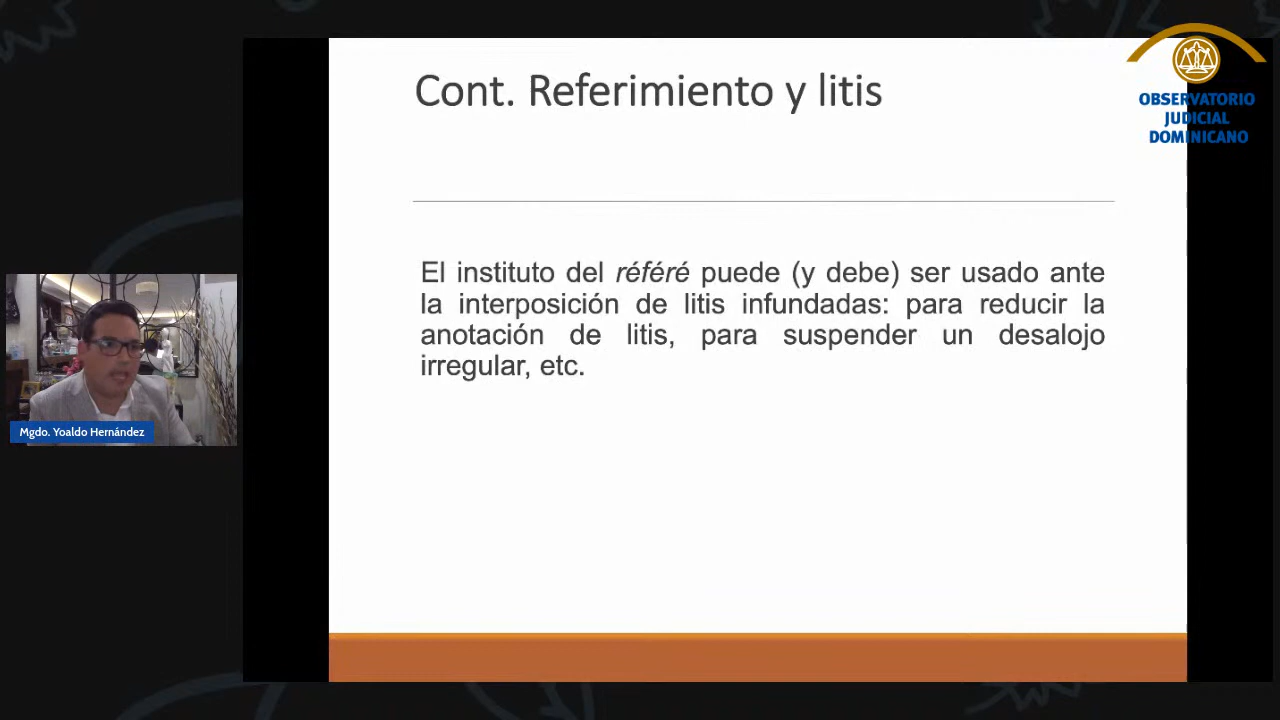 Cont. Referimiento y litis
OBSERVATORIO
JUDICIAL
DOMINICANO
El instituto del référé puede (y debe) ser usado ante
la interposición de litis infundadas: para reducir la
anotación de litis, para suspender un desalojo
irregular, etc.
Mgdo. Yoaldo Hernández